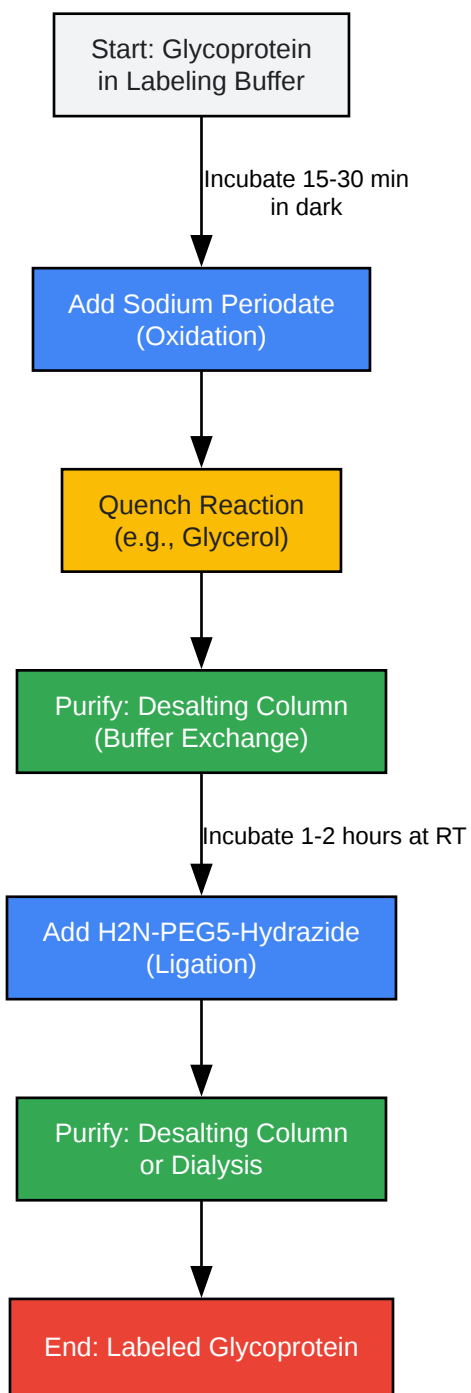 Start: Glycoprotein
in Labeling Buffer
Incubate 15-30 min
in dark
Add Sodium Periodate
(Oxidation)
Quench Reaction
(e.g., Glycerol)
Purify: Desalting Column
(Buffer Exchange)
Incubate 1-2 hours at RT
Add H2N-PEG5-Hydrazide
(Ligation)
Purify: Desalting Column
or Dialysis
End: Labeled Glycoprotein